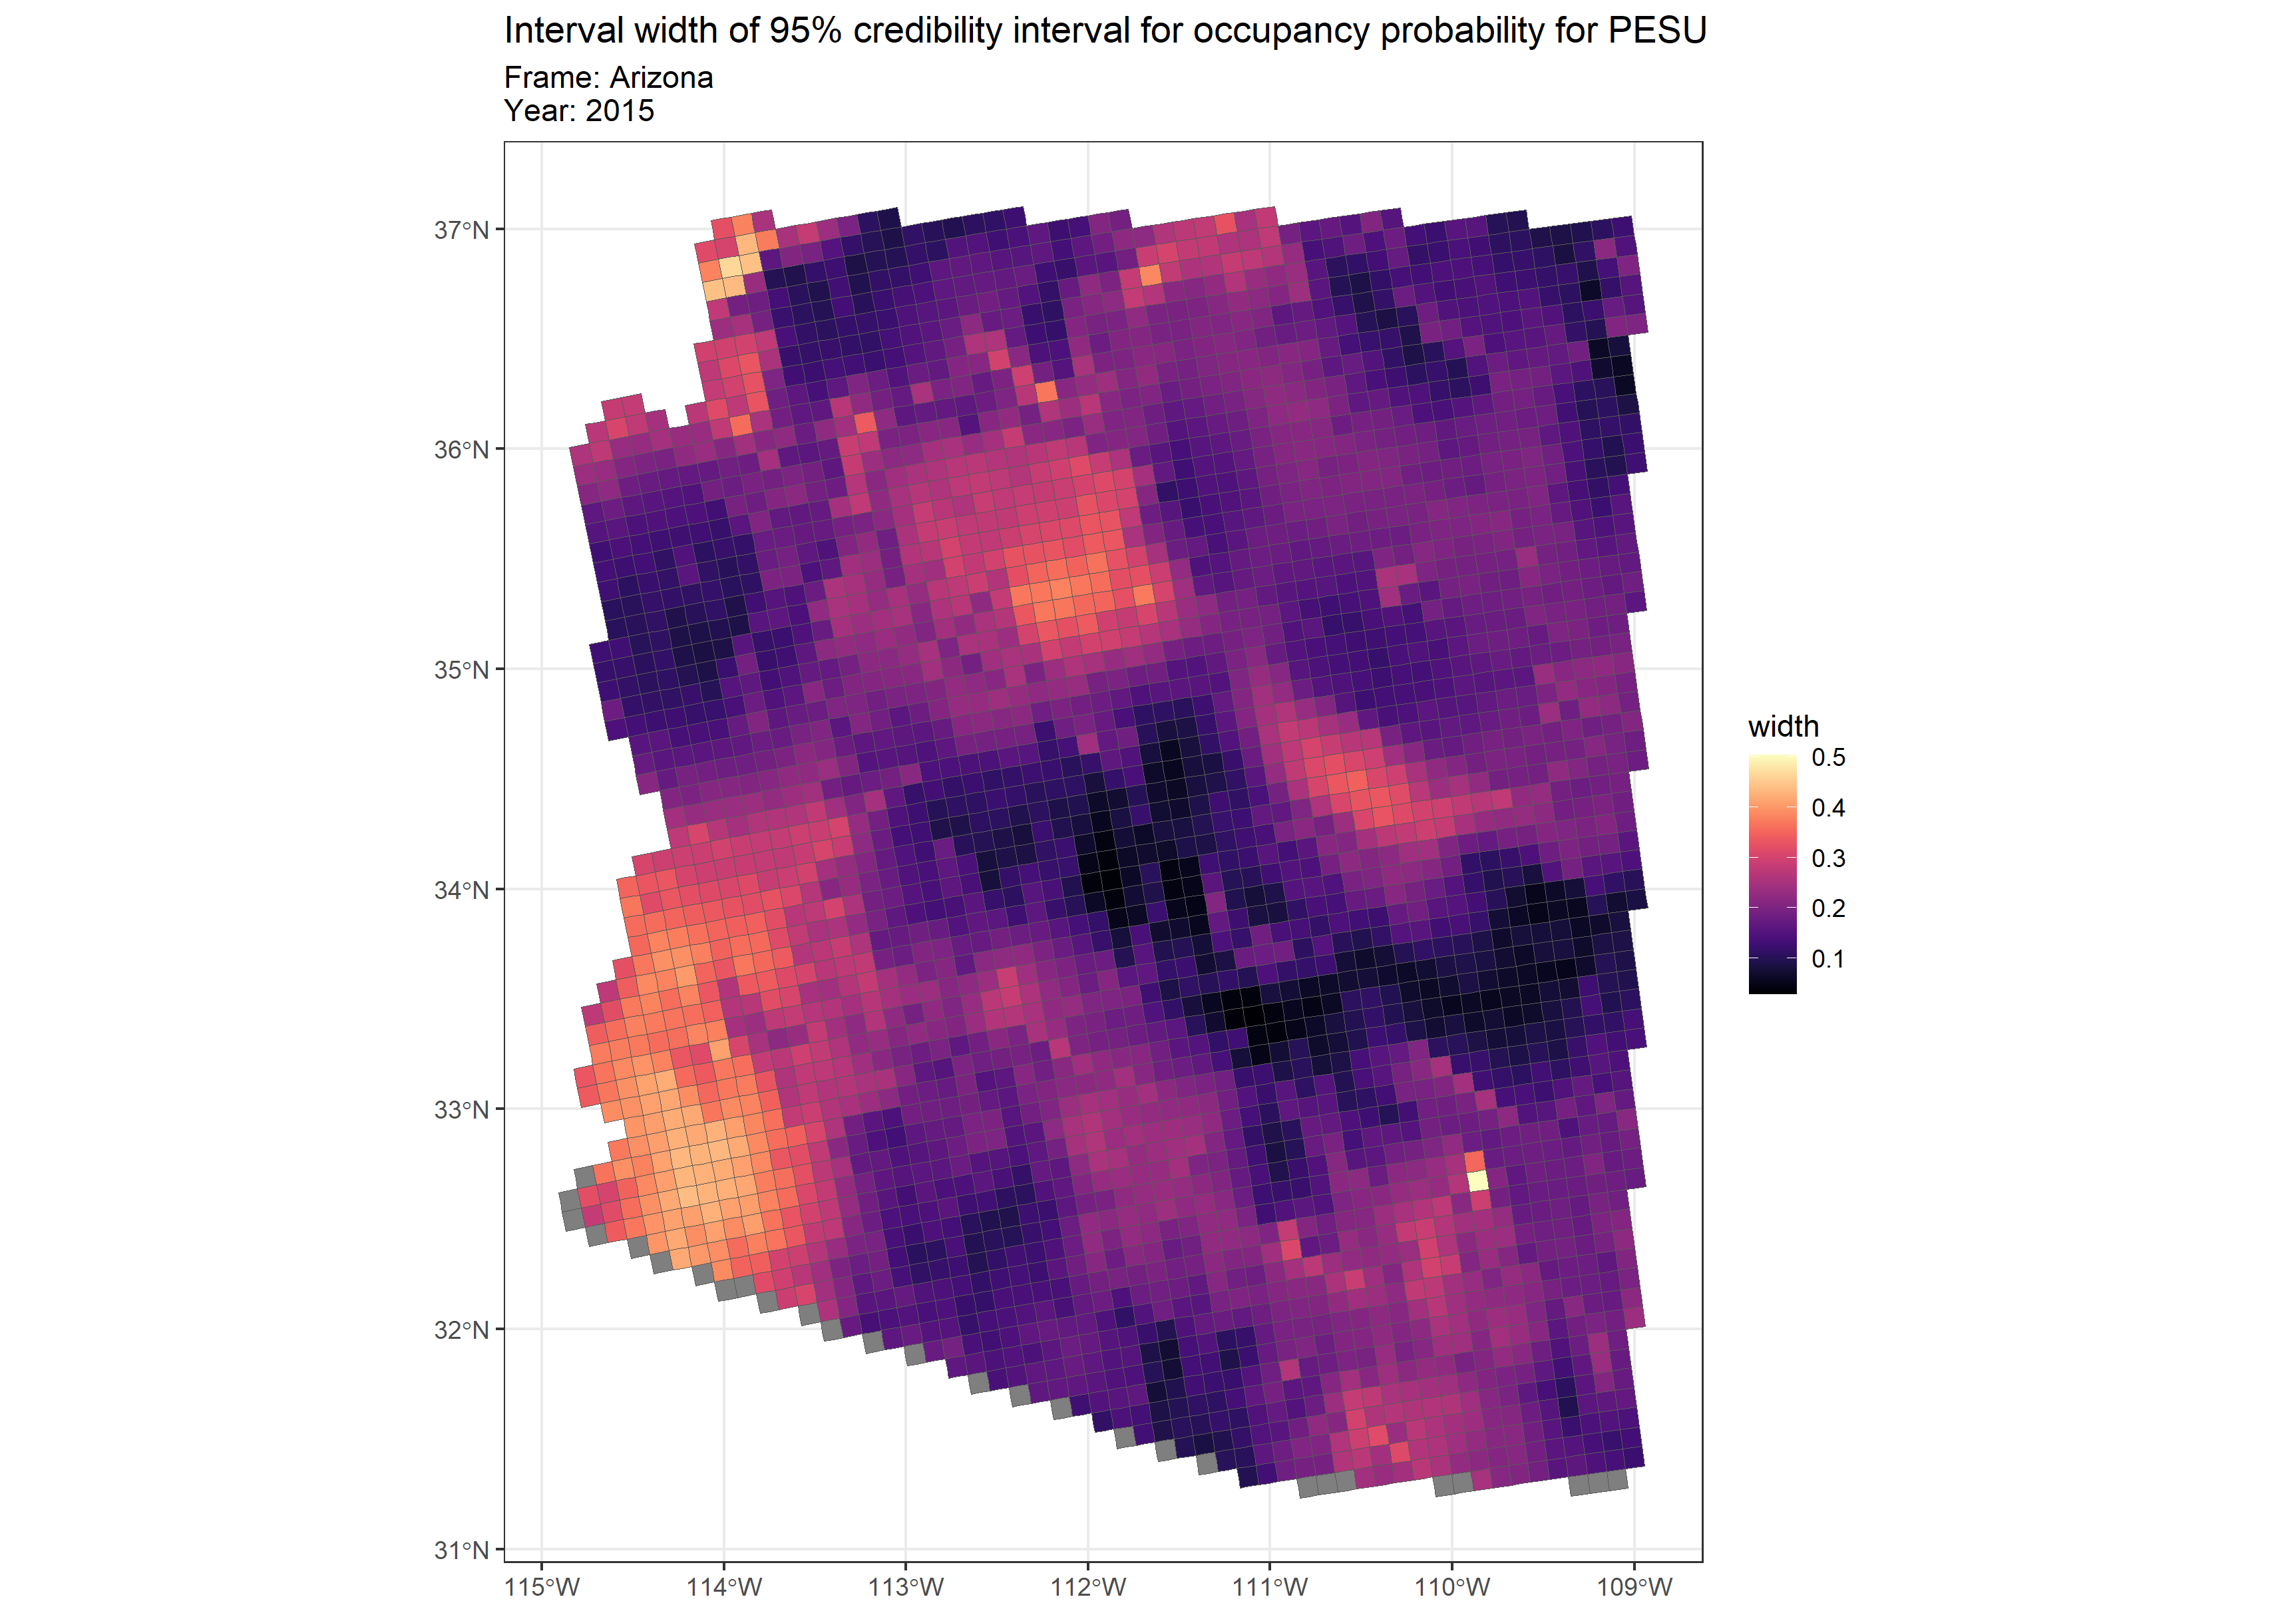 Interval width of 95% credibility interval for occupancy probability for PESU
Frame: Arizona
Year: 2015
37°N
36°N
35°N
34°N
33°N
32°N
31°N
115°W 114°W 113°W 112°W 111°W 110°W 109°W
width
0.5
0.4
0.3
0.2
0.1